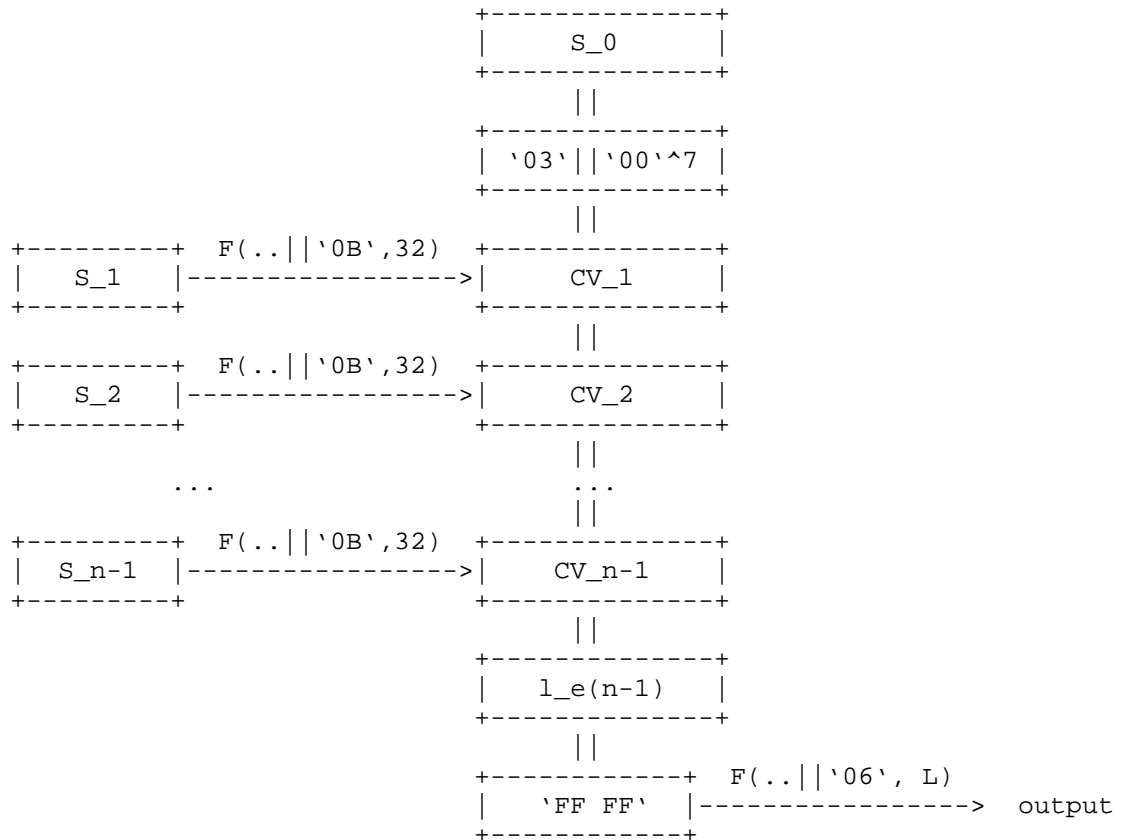 S_0
||
`03`||`00`^7
||
F(..||`0B`,32)
S_1
CV_1
||
F(..||`0B`,32)
S_2
CV_2
||
... ...
||
F(..||`0B`,32)
S_n-1
CV_n-1
||
l_e(n-1)
||
F(..||`06`, L)
`FF FF`
output